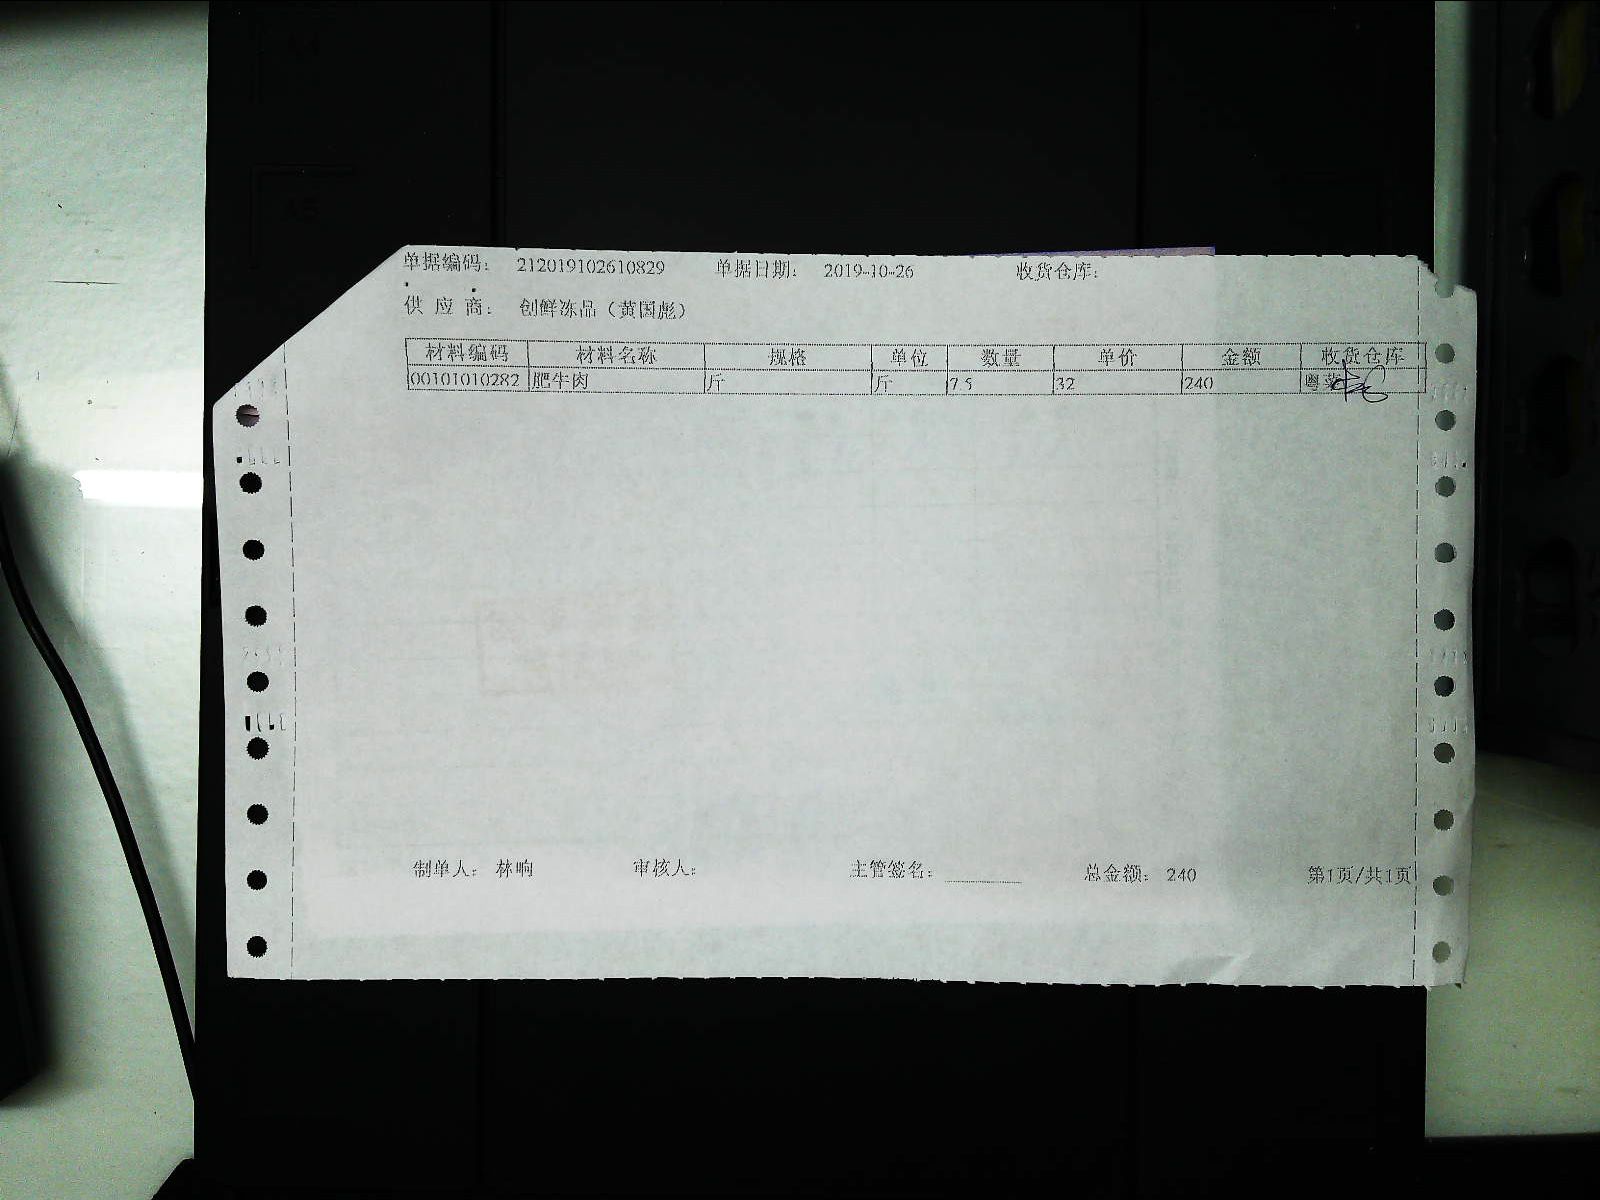 单据编码： 212019102610829 单据日期： 2019-10-26 收货仓库：
供 应 商： 创鲜冻品（黄国彪）
材料编码 材料名称 规格 单位 数量 单价 金额 收货仓库
00101010282 肥牛肉 斤 斤 7.5 32 240 粤菜
制单人： 林响 审核人： 主管签名： 总金额： 240 第1页/共1页